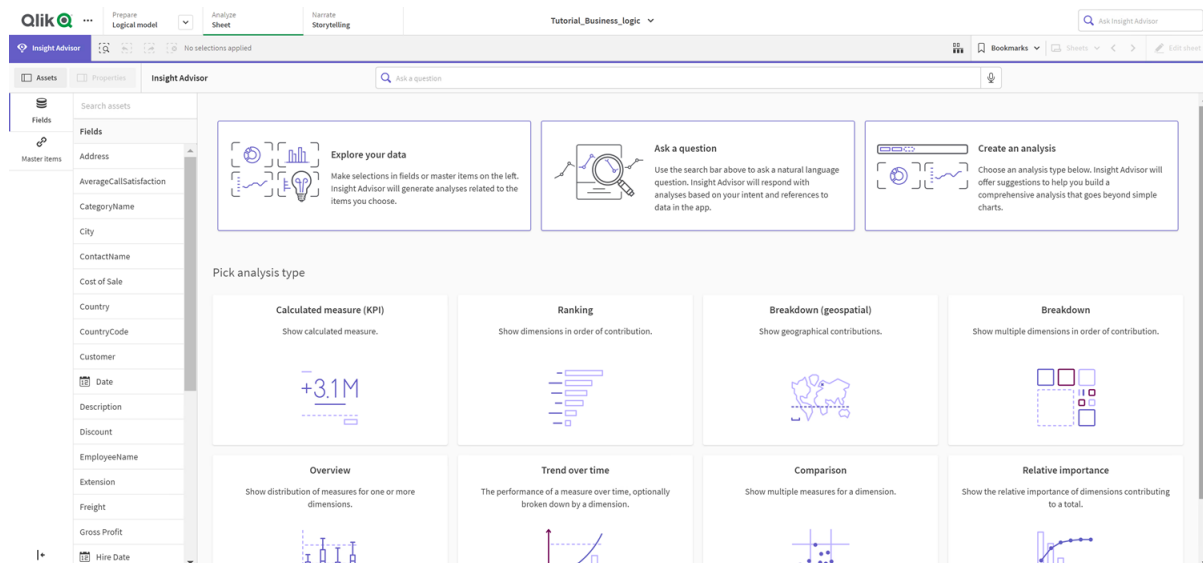 Qlik
Prepare
Logical model
Analyze
Sheet
Narrate
Storytelling
Tutorial_Business_logic
Ask Insight Advisor
Insight Advisor
No selections applied
Bookmarks
Sheets
Edit sheet
Assets
Properties
Insight Advisor
Ask a question
Fields
Master items
Search assets
Fields
Address
AverageCallSatisfaction
CategoryName
City
ContactName
Cost of Sale
Country
CountryCode
Customer
Date
Description
Discount
EmployeeName
Extension
Freight
Gross Profit
Hire Date
Explore your data
Make selections in fields or master items on the left.
Insight Advisor will generate analyses related to the
items you choose.
Ask a question
Use the search bar above to ask a natural language
question. Insight Advisor will respond with
analyses based on your intent and references to
data in the app.
Create an analysis
Choose an analysis type below. Insight Advisor will
offer suggestions to help you build a
comprehensive analysis that goes beyond simple
charts.
Pick analysis type
Calculated measure (KPI)
Show calculated measure.
+3.1M
Ranking
Show dimensions in order of contribution.
Breakdown (geospatial)
Show geographical contributions.
Breakdown
Show multiple dimensions in order of contribution.
Overview
Show distribution of measures for one or more
dimensions.
Trend over time
The performance of a measure over time, optionally
broken down by a dimension.
Comparison
Show multiple measures for a dimension.
Relative importance
Show the relative importance of dimensions contributing
to a total.